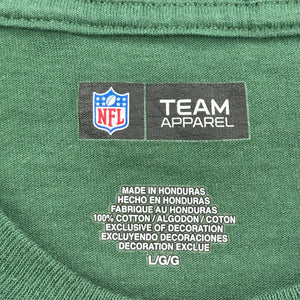 NFL
TEAM
APPAREL
MADE IN HONDURAS
HECHO EN HONDURAS
FABRIQUE AU HONDURAS
100% COTTON / ALGODON / COTON
EXCLUSIVE OF DECORATION
EXCLUYENDO DECORACIONES
DECORATION EXCLUE
L/G/G